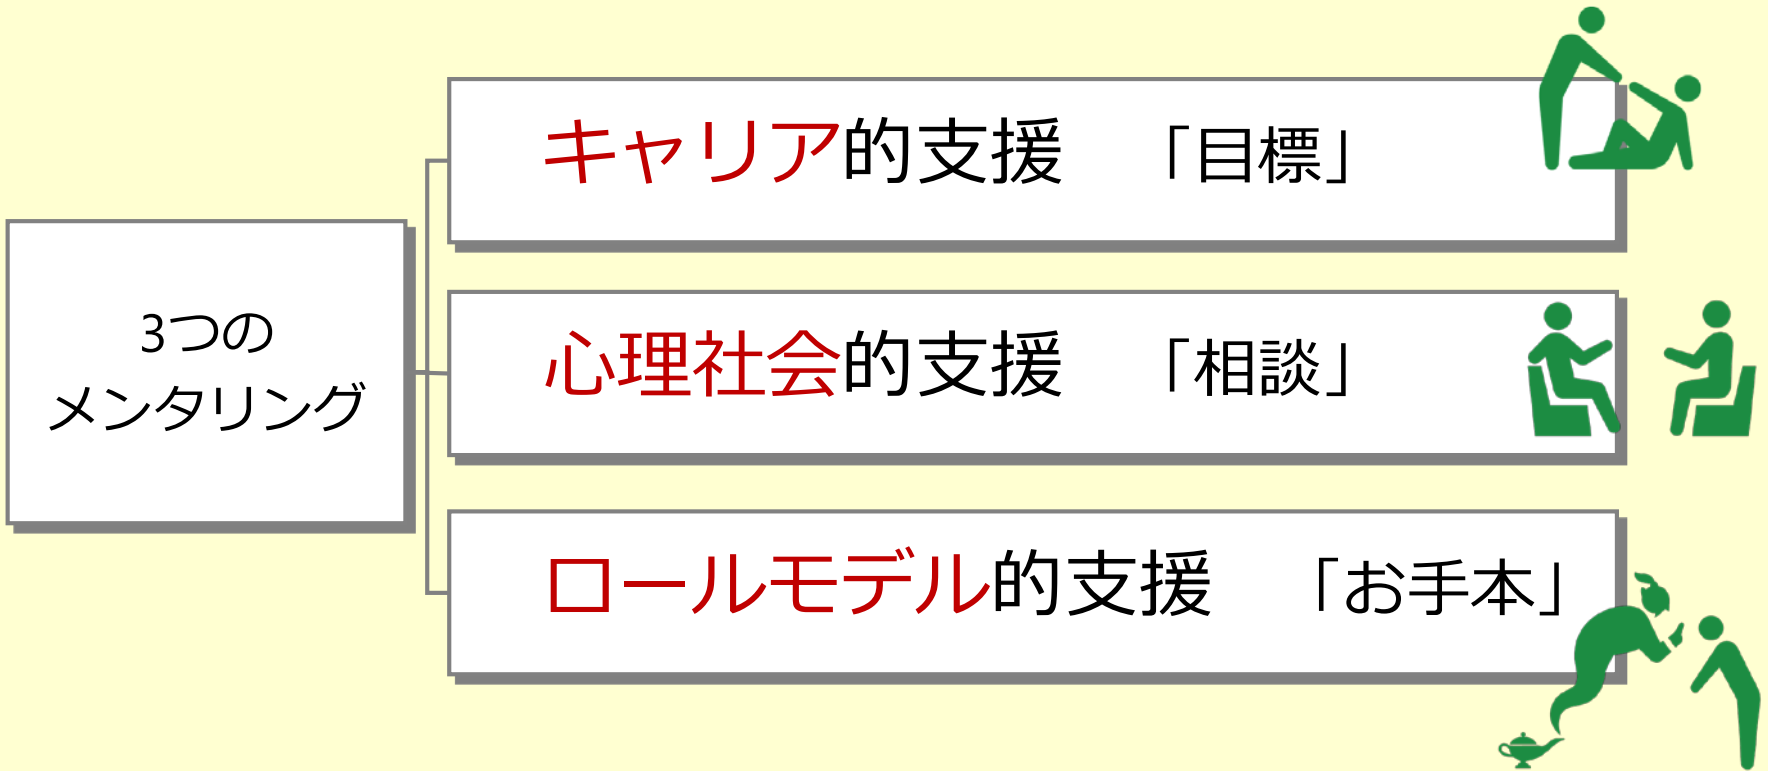 3つの
メンタリング
キャリア的支援 「目標」
心理社会的支援 「相談」
ロールモデル的支援 「お手本」